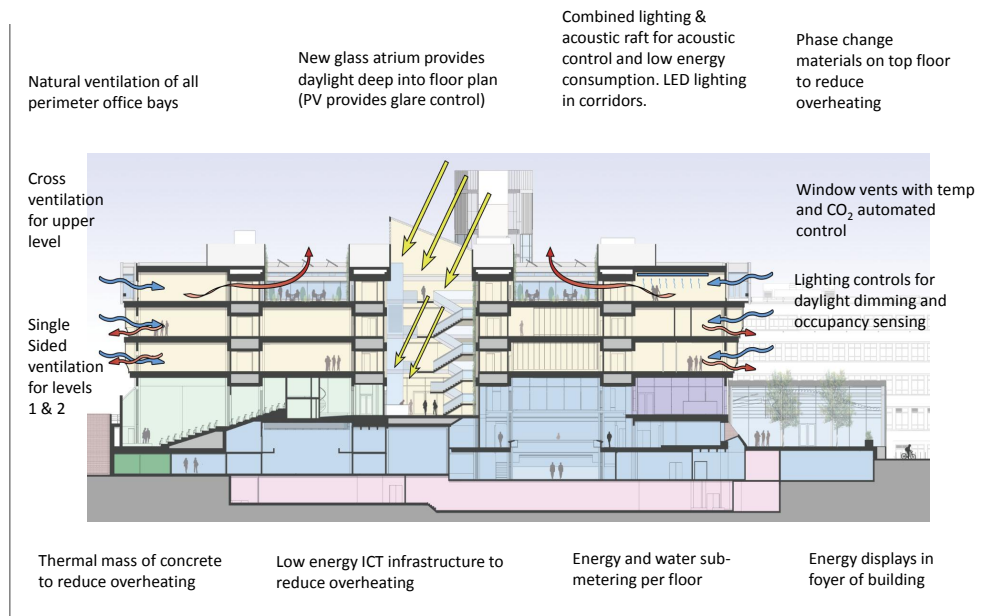 Natural ventilation of all
perimeter office bays
New glass atrium provides
daylight deep into floor plan
(PV provides glare control)
Combined lighting &
acoustic raft for acoustic
control and low energy
consumption. LED lighting
in corridors.
Phase change
materials on top floor
to reduce
overheating
Cross
ventilation
for upper
level
Window vents with temp
and CO₂ automated
control
Single
Sided
ventilation
for levels
1 & 2
Lighting controls for
daylight dimming and
occupancy sensing
Thermal mass of concrete
to reduce overheating
Low energy ICT infrastructure to
reduce overheating
Energy and water sub-
metering per floor
Energy displays in
foyer of building